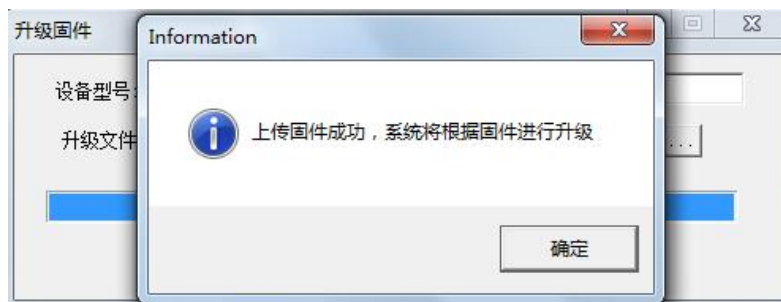 升级固件
Information
设备型号:
上传固件成功，系统将根据固件进行升级
升级文件
...
确定